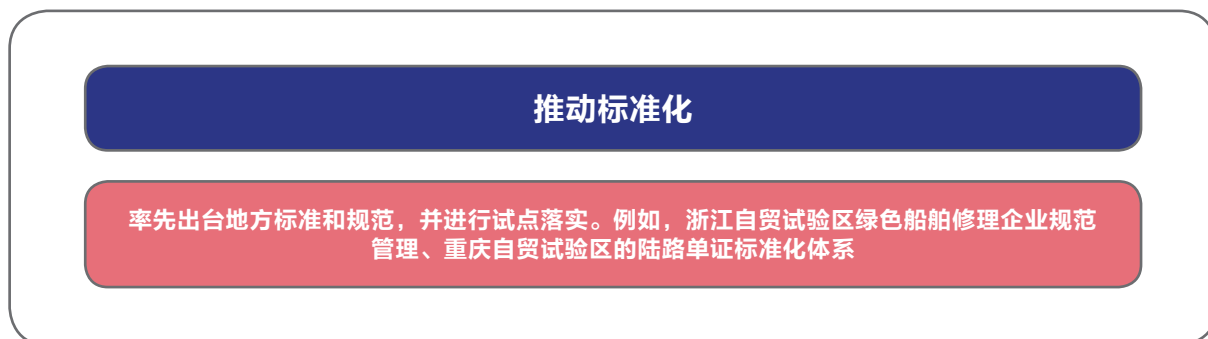 推动标准化
率先出台地方标准和规范，并进行试点落实。例如，浙江自贸试验区绿色船舶修理企业规范
管理、重庆自贸试验区的陆路单证标准化体系